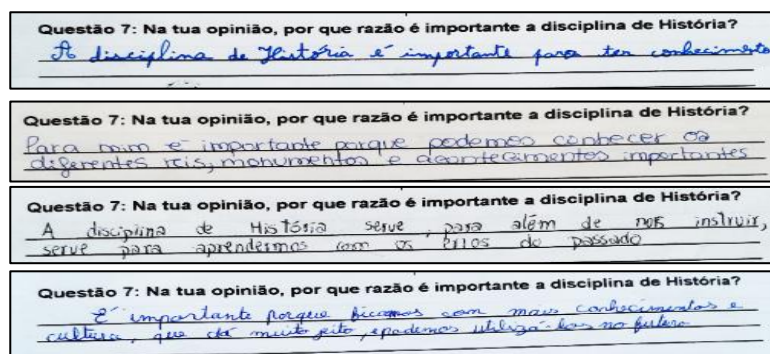 Questão 7: Na tua opinião, por que razão é importante a disciplina de História?
A disciplina de História é importante para ter conhecimento
Questão 7: Na tua opinião, por que razão é importante a disciplina de História?
Para mim é importante porque podemos conhecer os
diferentes reis, monumentos e acontecimentos importantes
Questão 7: Na tua opinião, por que razão é importante a disciplina de História?
A disciplina de História serve, para além de nos instruir,
serve para aprendermos com os erros do passado
Questão 7: Na tua opinião, por que razão é importante a disciplina de História?
É importante porque ficamos com mais conhecimentos e
cultura, que dá muito jeito, e podemos utilizá-los no futuro